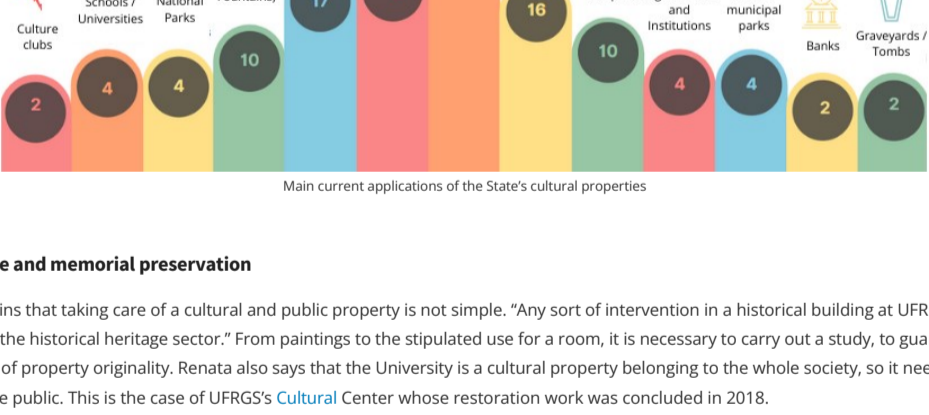 Schools /
Universities
National
Parks
Culture
clubs
and
Institutions
municipal
parks
Banks
Graveyards /
Tombs
2
4
4
10
17
16
10
4
4
2
2
Main current applications of the State's cultural properties
e and memorial preservation
ins that taking care of a cultural and public property is not simple. “Any sort of intervention in a historical building at UFR
the historical heritage sector.” From paintings to the stipulated use for a room, it is necessary to carry out a study, to gua
of property originality. Renata also says that the University is a cultural property belonging to the whole society, so it nee
e public. This is the case of UFRGS’s Cultural Center whose restoration work was concluded in 2018.